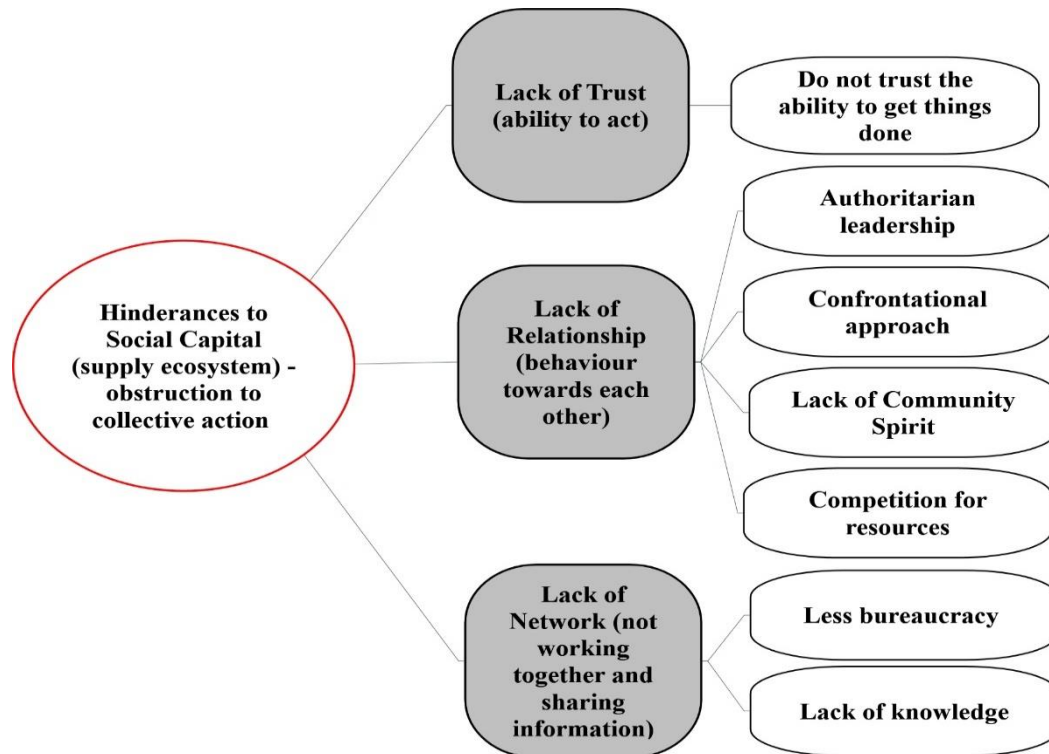 Hinderances to
Social Capital
(supply ecosystem) -
obstruction to
collective action
Lack of Trust
(ability to act)
Do not trust the
ability to get things
done
Lack of
Relationship
(behaviour
towards each
other)
Authoritarian
leadership
Confrontational
approach
Lack of Community
Spirit
Competition for
resources
Lack of
Network (not
working
together and
sharing
information)
Less bureaucracy
Lack of knowledge